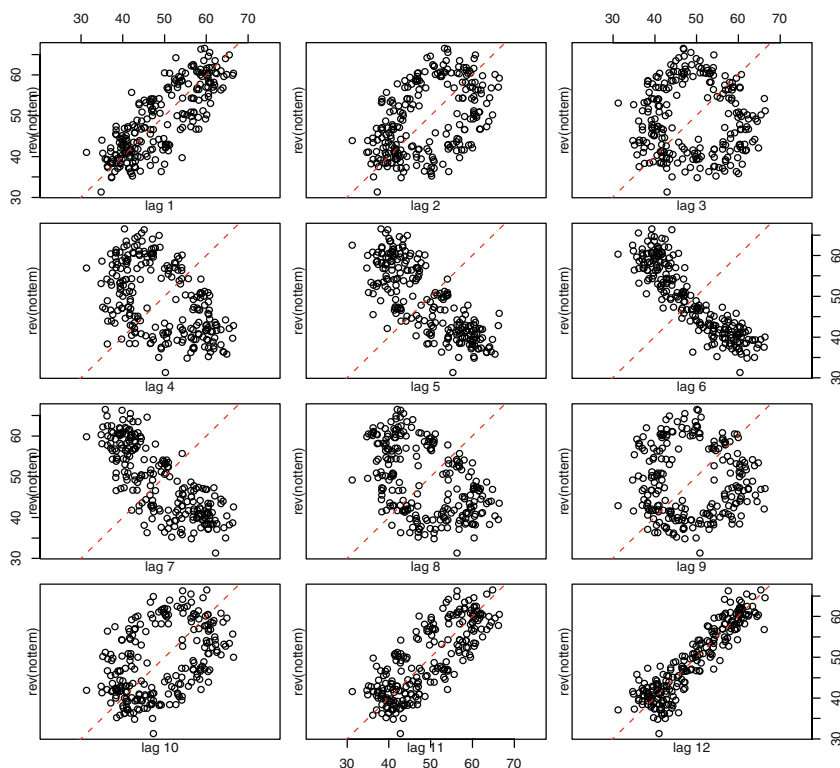 30 40 50 60 70
30 40 50 60 70
rev(nottem)
30 40 50 60
lag 1
rev(nottem)
lag 2
rev(nottem)
lag 3
rev(nottem)
lag 4
rev(nottem)
lag 5
rev(nottem)
lag 6
30 40 50 60
rev(nottem)
30 40 50 60
lag 7
rev(nottem)
lag 8
rev(nottem)
lag 9
rev(nottem)
lag 10
rev(nottem)
lag 11
30 40 50 60 70
rev(nottem)
lag 12
30 40 50 60